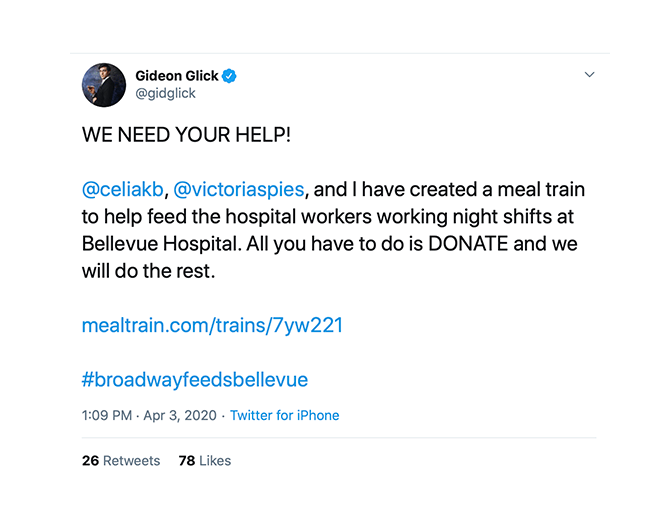 Gideon Glick
@gidglick
WE NEED YOUR HELP!
@celiakb, @victoriaspies, and I have created a meal train
to help feed the hospital workers working night shifts at
Bellevue Hospital. All you have to do is DONATE and we
will do the rest.
mealtrain.com/trains/7yw221
#broadwayfeedsbellevue
1:09 PM · Apr 3, 2020 · Twitter for iPhone
26 Retweets 78 Likes